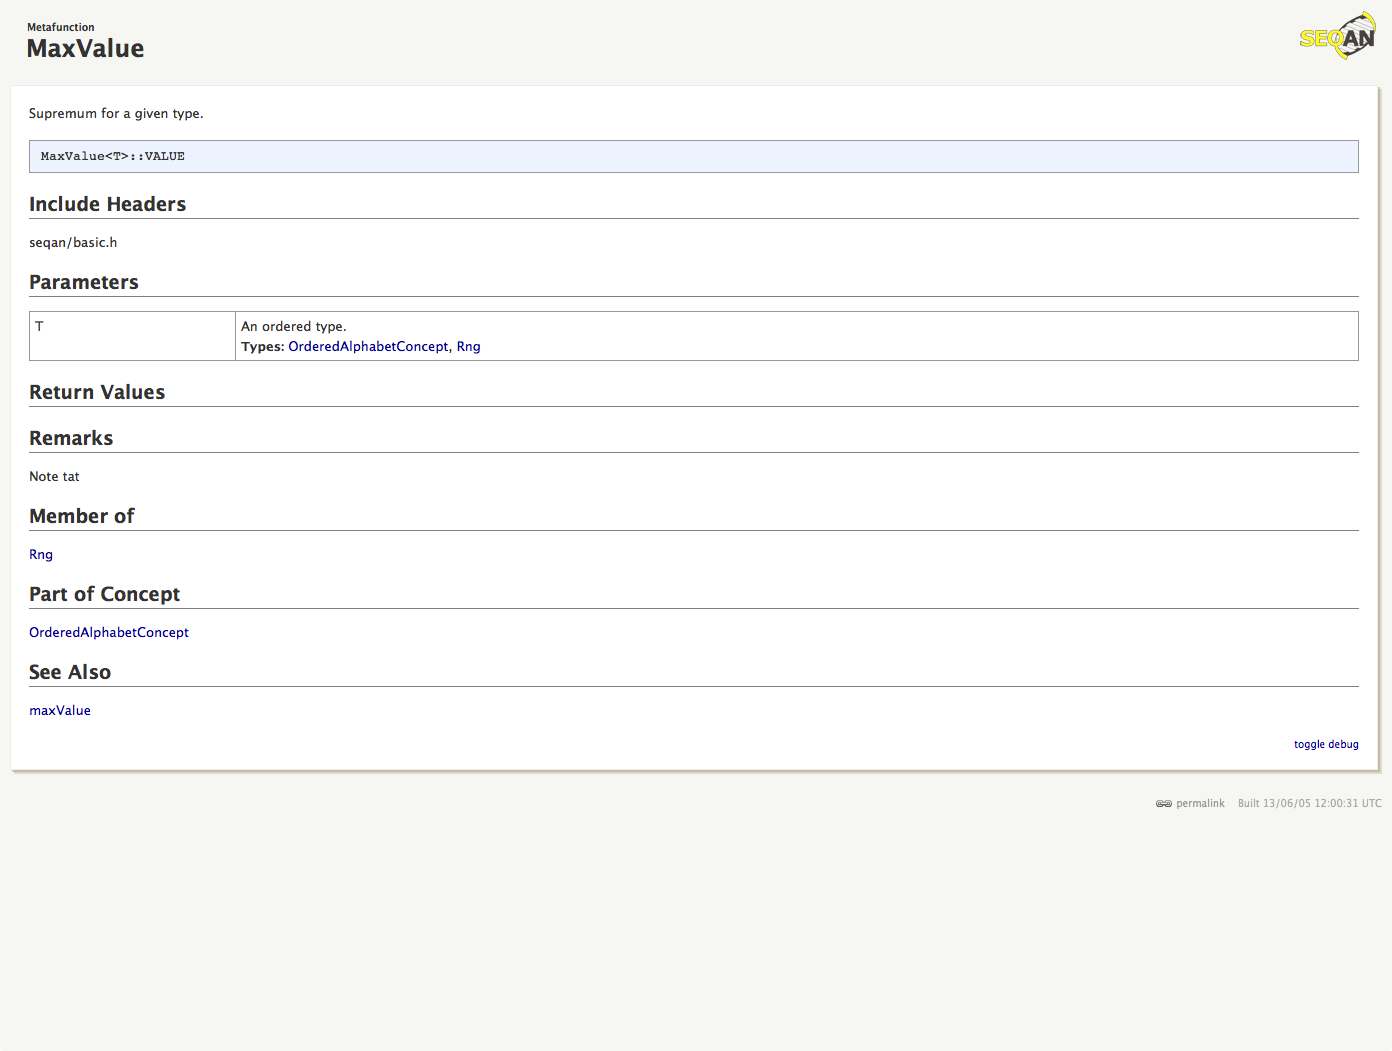 Metafunction
MaxValue
SEQAN
Supremum for a given type.
MaxValue<T>::VALUE
Include Headers
seqan/basic.h
Parameters
T
An ordered type.
Types: OrderedAlphabetConcept, Rng
Return Values
Remarks
Note tat
Member of
Rng
Part of Concept
OrderedAlphabetConcept
See Also
maxValue
toggle debug
permalink Built 13/06/05 12:00:31 UTC